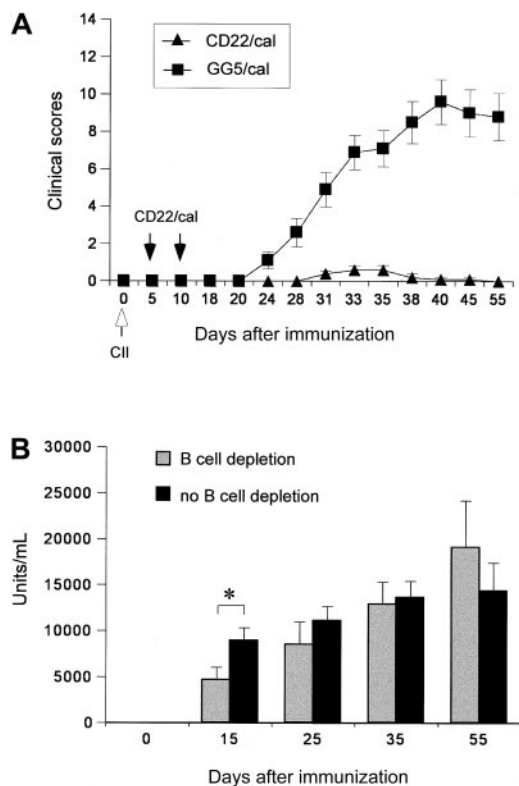 A
CD22/cal
GG5/cal
Clinical scores
14
12
10
8
6
4
2
0
CD22/cal
0 5 10 18 20 24 28 31 33 35 38 40 45 55
Days after immunization
CII
B
B cell depletion
no B cell depletion
Units/mL
30000
25000
20000
15000
10000
5000
0
*
0 15 25 35 55
Days after immunization